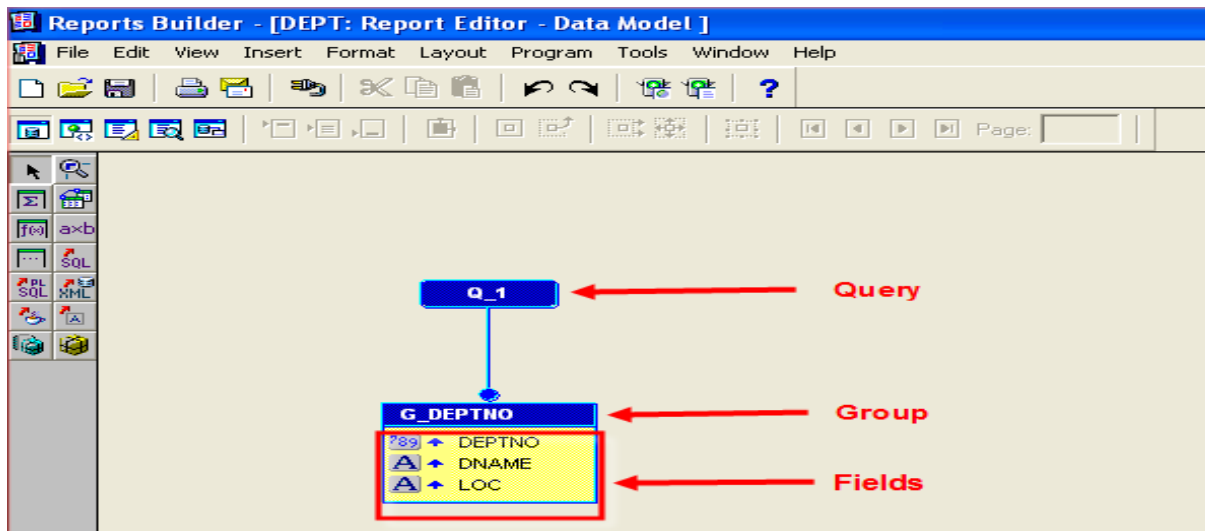 Reports Builder - [DEPT: Report Editor - Data Model ]
File Edit View Insert Format Layout Program Tools Window Help
?
Page:
Σ
f(x) a×b
SQL
PL SQL XML
A
Q_1 Query
G_DEPTNO Group
789 DEPTNO
A DNAME
A LOC Fields